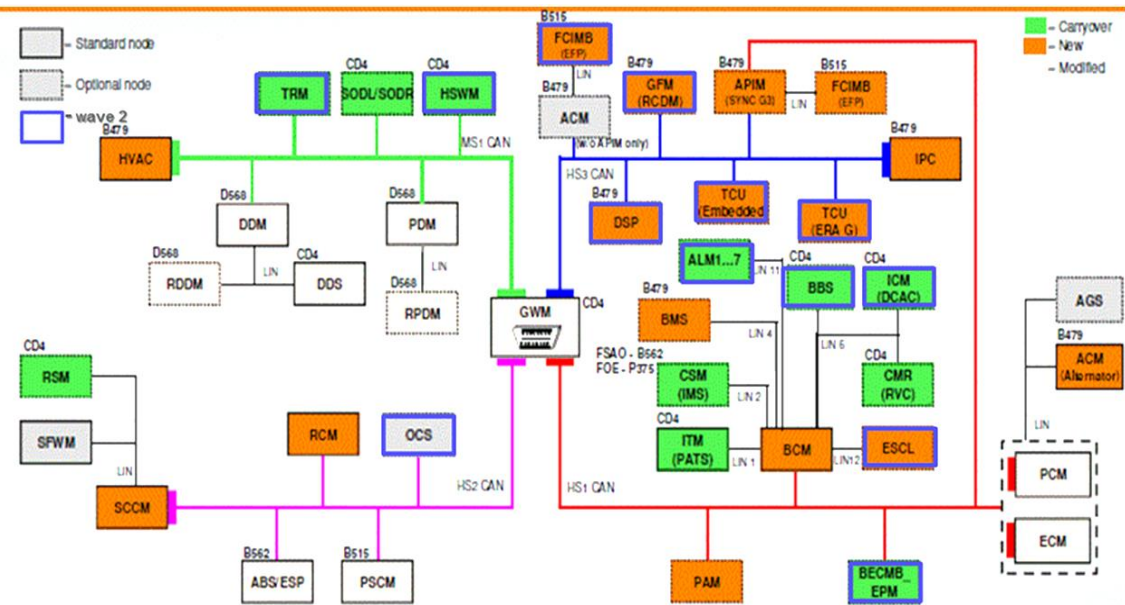 - Standard node
- Optional node
- wave 2
- Carryover
- New
- Modified
B515
FCIMB
(EFP)
LIN
B479
ACM
(w/o APIM only)
B479
GFM
(RCDM)
B479
APIM
(SYNC G3)
LIN
B515
FCIMB
(EFP)
TRM
CD4
SODL/SODR
CD4
HSWM
MS1 CAN
B479
HVAC
B479
IPC
HS3 CAN
D568
DDM
LIN
D568
RDDM
CD4
DDS
D568
PDM
LIN
D568
RPDM
B479
DSP
TCU
(Embedded
TCU
(ERA G)
GWM
CD4
FSAO - B562
FOE - P375
ALM1...7
LIN 11
CD4
BBS
CD4
ICM
(DCAC)
B479
BMS
LIN 4
LIN 6
CSM
(IMS)
LIN 2
CD4
CMR
(RVC)
CD4
ITM
(PATS)
LIN 1
BCM
LIN12
ESCL
AGS
B479
ACM
(Alternator)
LIN
PCM
ECM
CD4
RSM
SFWM
LIN
SCCM
RCM
OCS
HS2 CAN
HS1 CAN
B562
ABS/ESP
B515
PSCM
PAM
BECMB_
EPM